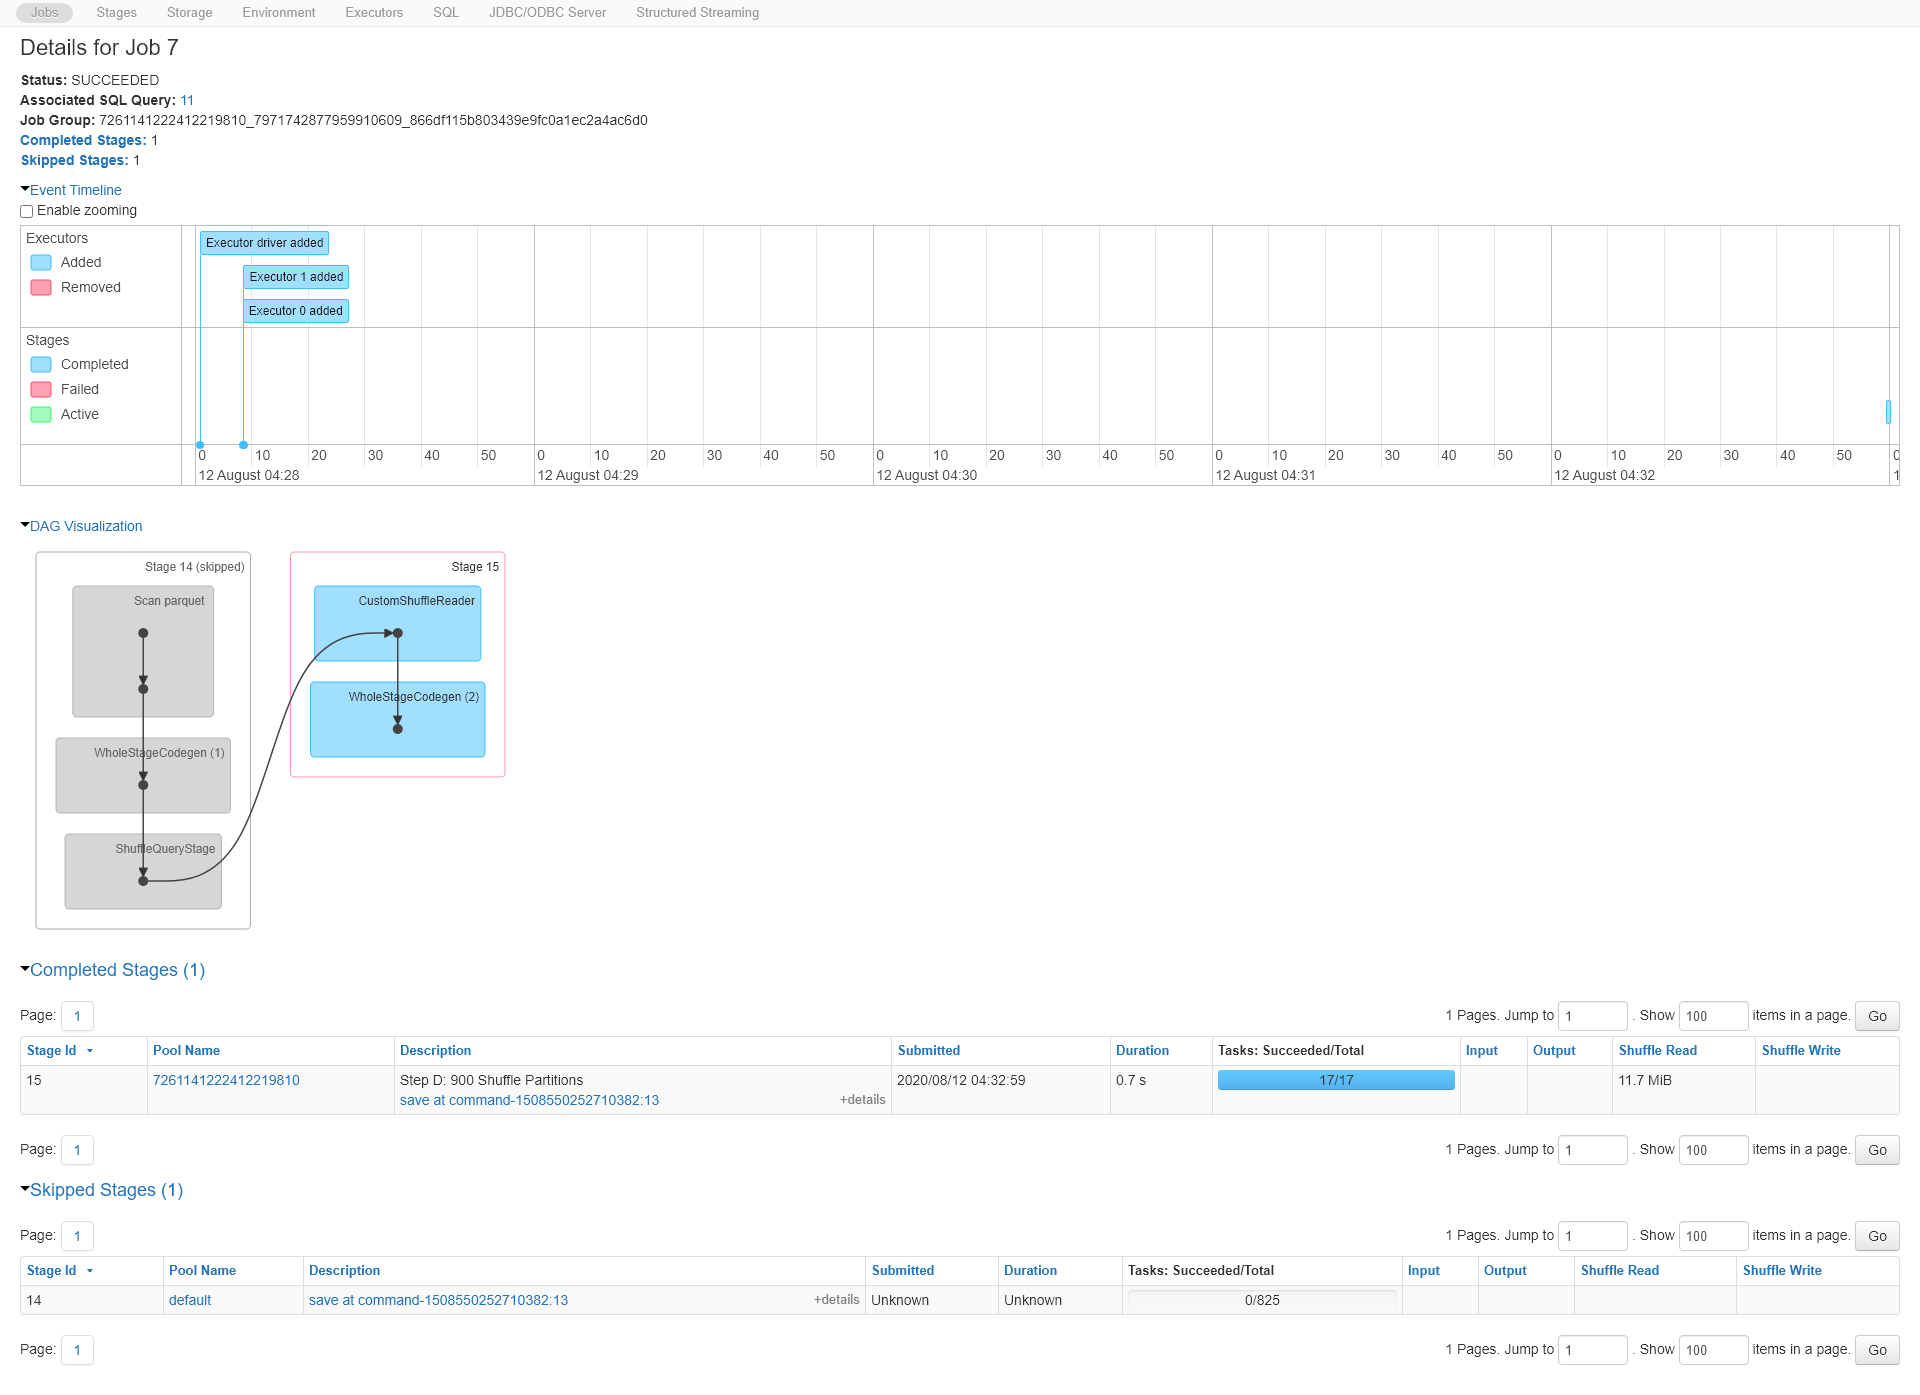 Jobs Stages Storage Environment Executors SQL JDBC/ODBC Server Structured Streaming
Details for Job 7
Status: SUCCEEDED
Associated SQL Query: 11
Job Group: 7261141222412219810_7971742877959910609_866df115b803439e9fc0a1ec2a4ac6d0
Completed Stages: 1
Skipped Stages: 1
Event Timeline
Enable zooming
Executors
Added
Removed
Executor driver added
Executor 1 added
Executor 0 added
Stages
Completed
Failed
Active
0 10 20 30 40 50 0 10 20 30 40 50 0 10 20 30 40 50 0 10 20 30 40 50 0 10 20 30 40 50 0
12 August 04:28 12 August 04:29 12 August 04:30 12 August 04:31 12 August 04:32 1
DAG Visualization
Stage 14 (skipped)
Scan parquet
WholeStageCodegen (1)
ShuffleQueryStage
Stage 15
CustomShuffleReader
WholeStageCodegen (2)
Completed Stages (1)
Page: 1 1 Pages. Jump to 1 . Show 100 items in a page. Go
Stage Id Pool Name Description Submitted Duration Tasks: Succeeded/Total Input Output Shuffle Read Shuffle Write
15 7261141222412219810 Step D: 900 Shuffle Partitions 2020/08/12 04:32:59 0.7 s 17/17 11.7 MiB
save at command-1508550252710382:13 +details
Page: 1 1 Pages. Jump to 1 . Show 100 items in a page. Go
Skipped Stages (1)
Page: 1 1 Pages. Jump to 1 . Show 100 items in a page. Go
Stage Id Pool Name Description Submitted Duration Tasks: Succeeded/Total Input Output Shuffle Read Shuffle Write
14 default save at command-1508550252710382:13 +details Unknown Unknown 0/825
Page: 1 1 Pages. Jump to 1 . Show 100 items in a page. Go